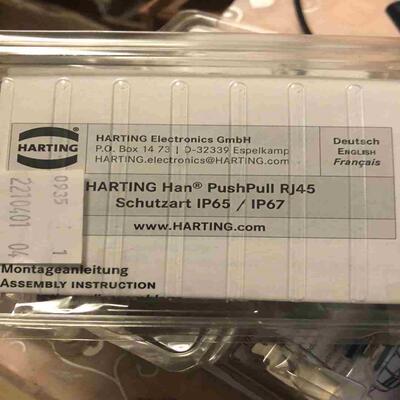 HARTING
HARTING Electronics GmbH
P.O. Box 14 73 | D-32339 Espelkamp
HARTING.electronics@HARTING.com
Deutsch
ENGLISH
Français
HARTING Han® PushPull RJ45
Schutzart IP65 / IP67
www.HARTING.com
0935 1
2210401 04
Montageanleitung
ASSEMBLY INSTRUCTION